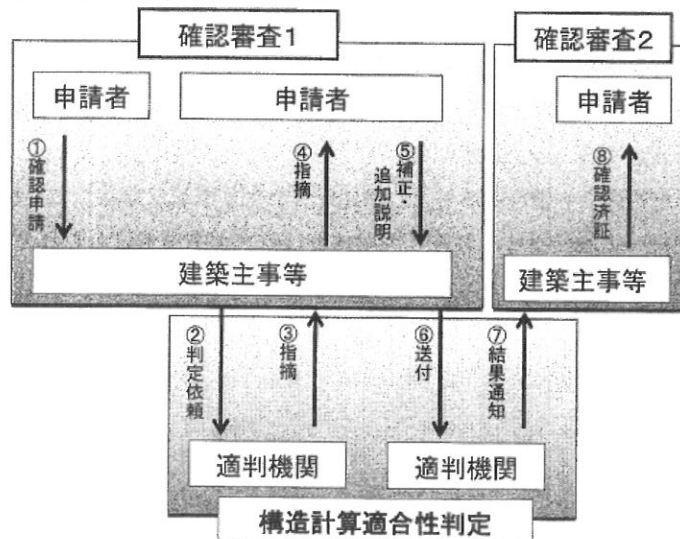 確認審査1
確認審査2
申請者
申請者
申請者
①確認申請
④指摘
⑤補正・
追加説明
⑧確認済証
建築主事等
建築主事等
②判定依頼
③指摘
⑥送付
⑦結果通知
適判機関
適判機関
構造計算適合性判定